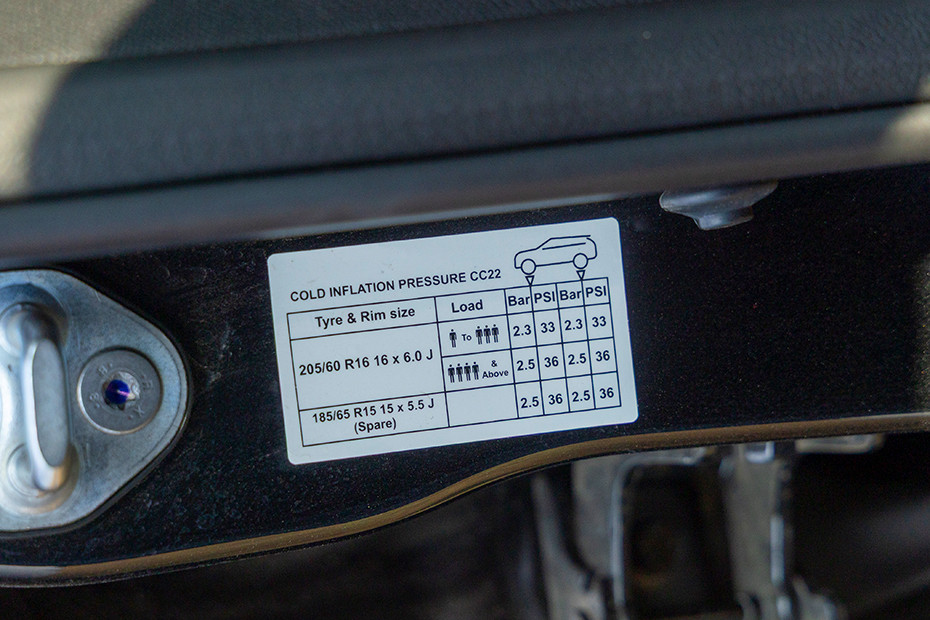 COLD INFLATION PRESSURE CC22
Tyre & Rim size Load Bar PSI Bar PSI
205/60 R16 16 x 6.0 J To 2.3 33 2.3 33
& Above 2.5 36 2.5 36
185/65 R15 15 x 5.5 J 2.5 36 2.5 36
(Spare)